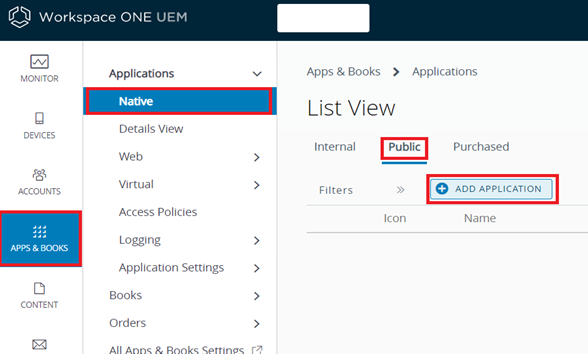 Workspace ONE UEM
MONITOR
DEVICES
ACCOUNTS
APPS & BOOKS
CONTENT
Applications
Native
Details View
Web
Virtual
Access Policies
Logging
Application Settings
Books
Orders
All Apps & Books Settings
Apps & Books > Applications
List View
Internal Public Purchased
Filters >> ADD APPLICATION
Icon Name